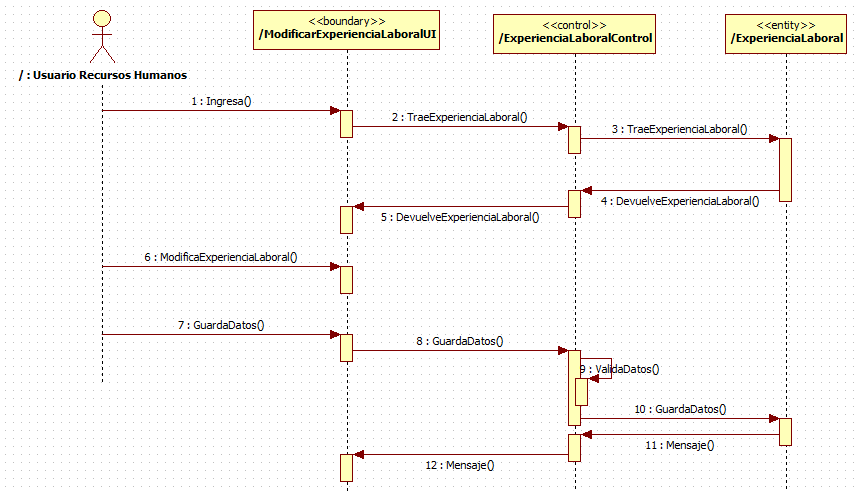 <<boundary>>
/ModificarExperienciaLaboralUI
<<control>>
/ExperienciaLaboralControl
<<entity>>
/ExperienciaLaboral
/ : Usuario Recursos Humanos
1 : Ingresa()
2 : TraeExperienciaLaboral()
3 : TraeExperienciaLaboral()
4 : DevuelveExperienciaLaboral()
5 : DevuelveExperienciaLaboral()
6 : ModificaExperienciaLaboral()
7 : GuardaDatos()
8 : GuardaDatos()
9 : ValidaDatos()
10 : GuardaDatos()
11 : Mensaje()
12 : Mensaje()